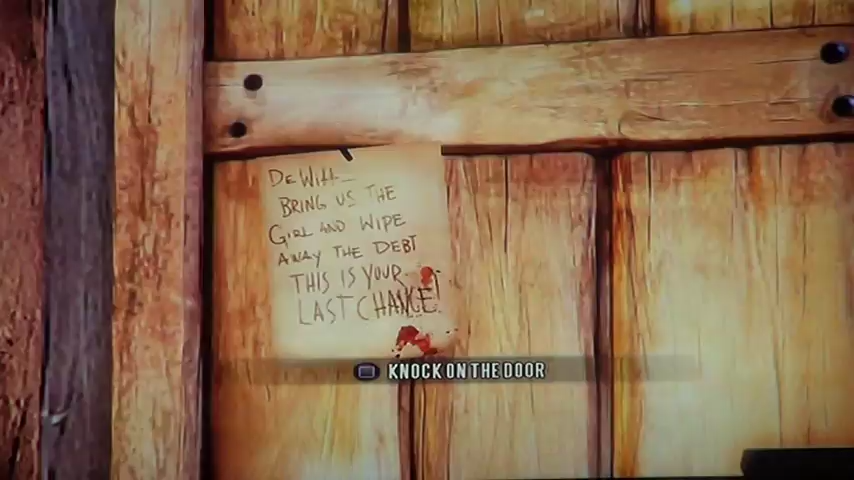 DEWITT_
BRING US THE
GIRL AND WIPE
AWAY THE DEBT
THIS IS YOUR
LAST CHANCE!
KNOCK ON THE DOOR